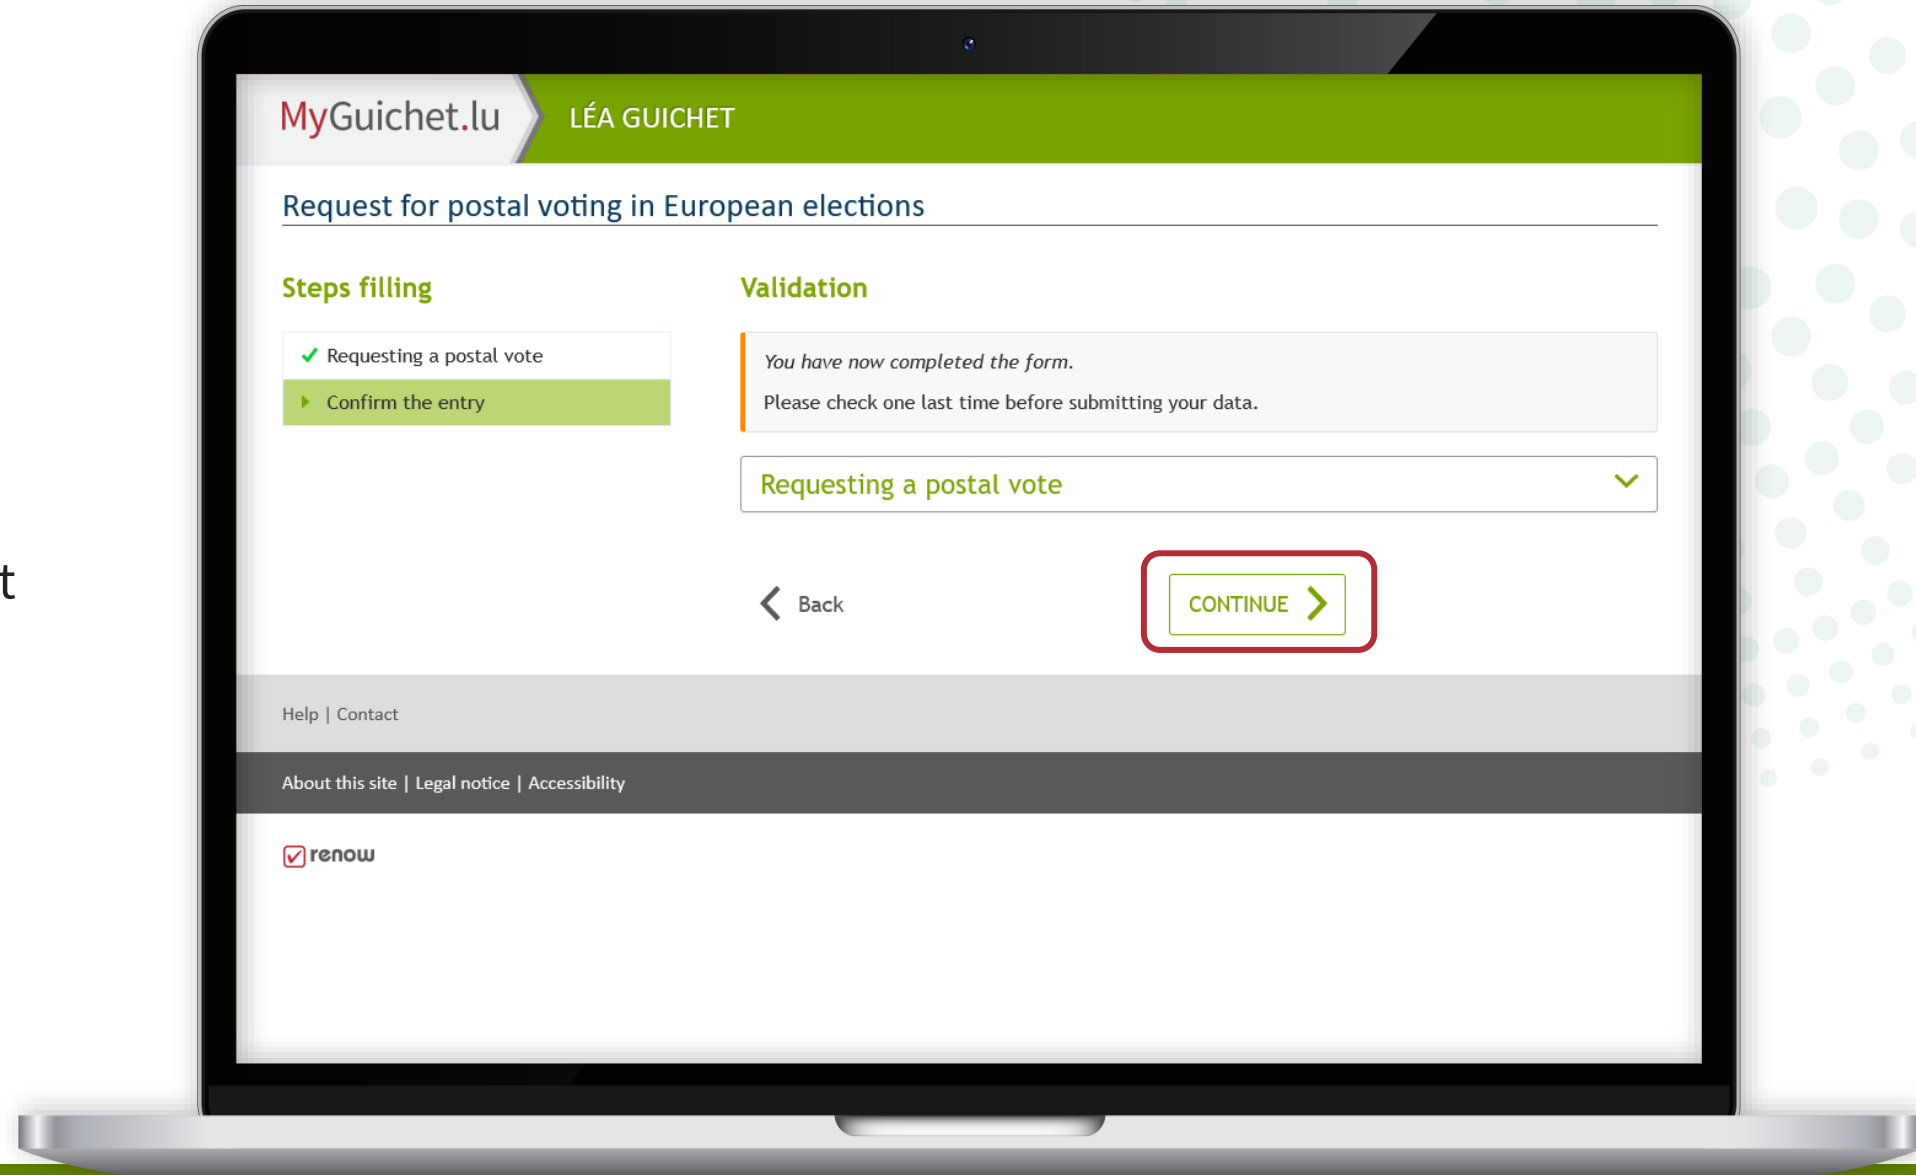 MyGuichet.lu
LÉA GUICHET
Request for postal voting in European elections
Steps filling
Requesting a postal vote
Confirm the entry
Validation
You have now completed the form.
Please check one last time before submitting your data.
Requesting a postal vote
Back
CONTINUE
t
Help | Contact
About this site | Legal notice | Accessibility
renow